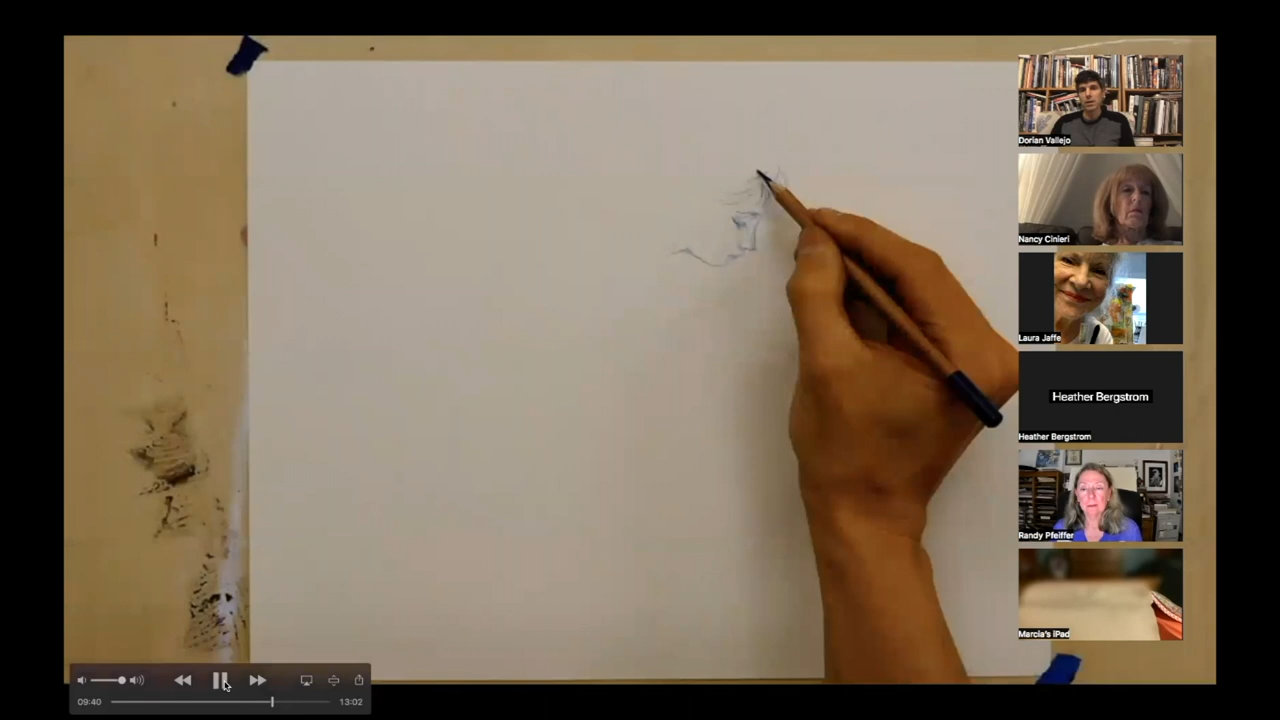 Dorian Vallejo
Nancy Cinieri
Laura Jaffe
Heather Bergstrom
Heather Bergstrom
Randy Pfeiffer
Marcia's iPad
09:40
13:02